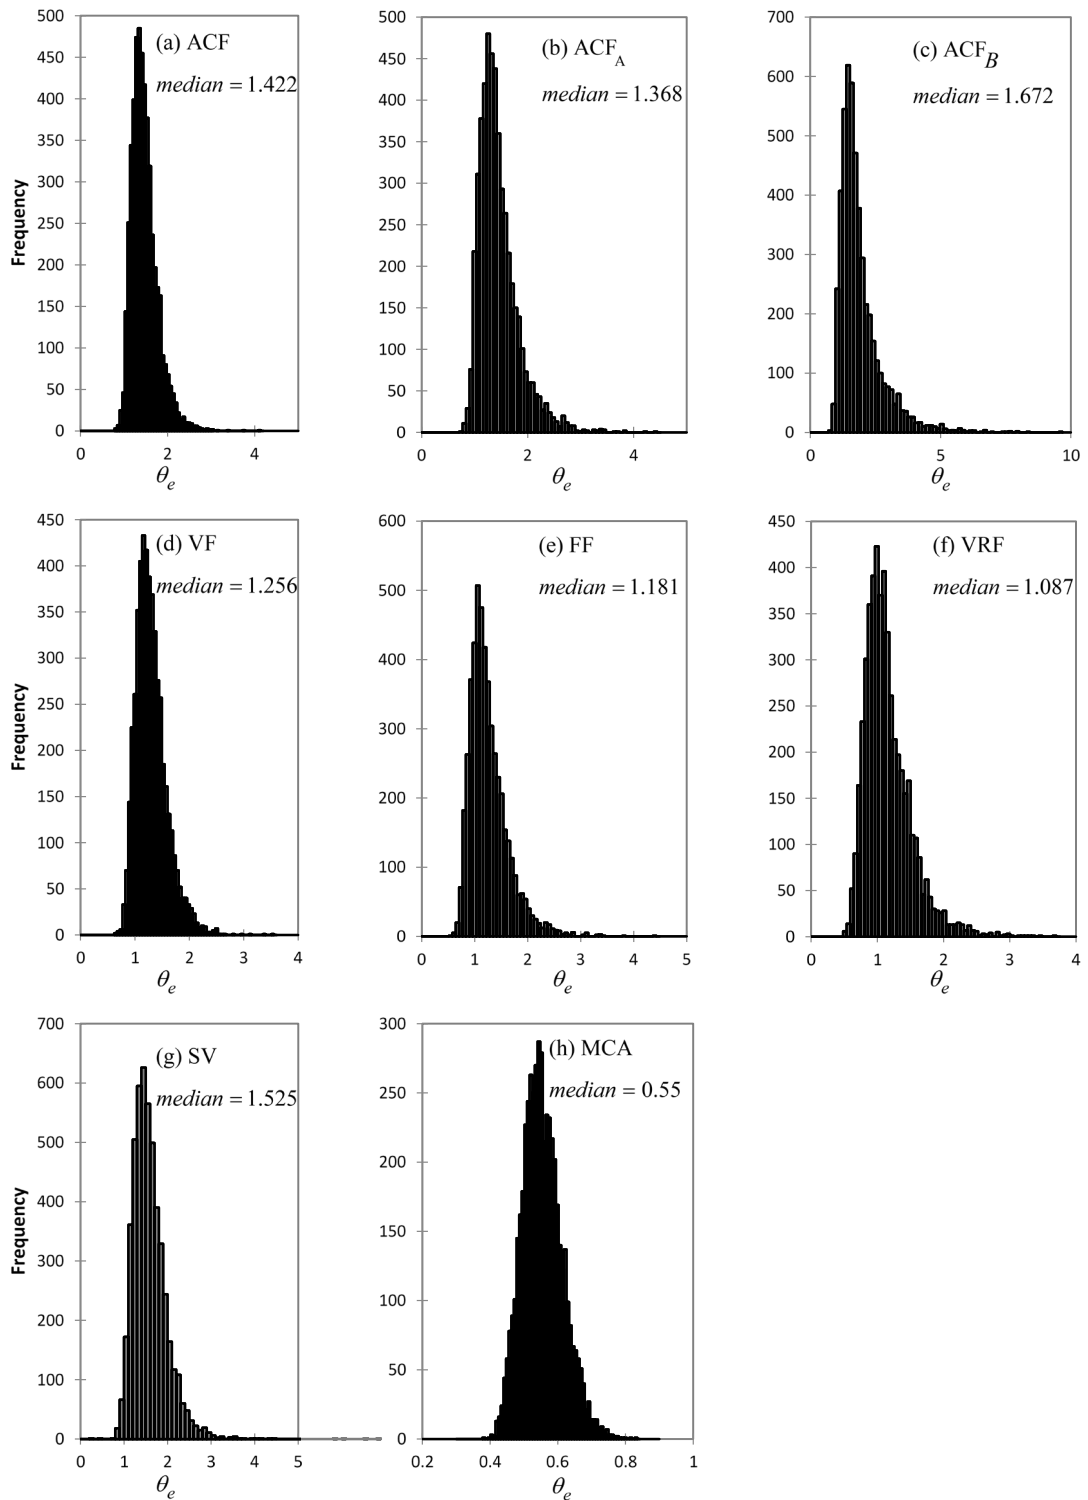 (a) ACF
median = 1.422
Frequency
500
450
400
350
300
250
200
150
100
50
0
0 2 4
θe
(b) ACFA
median = 1.368
500
450
400
350
300
250
200
150
100
50
0
0 2 4
θe
(c) ACFB
median = 1.672
700
600
500
400
300
200
100
0
0 5 10
θe
(d) VF
median = 1.256
Frequency
450
400
350
300
250
200
150
100
50
0
0 1 2 3 4
θe
(e) FF
median = 1.181
600
500
400
300
200
100
0
0 1 2 3 4 5
θe
(f) VRF
median = 1.087
450
400
350
300
250
200
150
100
50
0
0 1 2 3 4
θe
(g) SV
median = 1.525
Frequency
700
600
500
400
300
200
100
0
0 1 2 3 4 5
θe
(h) MCA
median = 0.55
300
250
200
150
100
50
0
0.2 0.4 0.6 0.8 1
θe